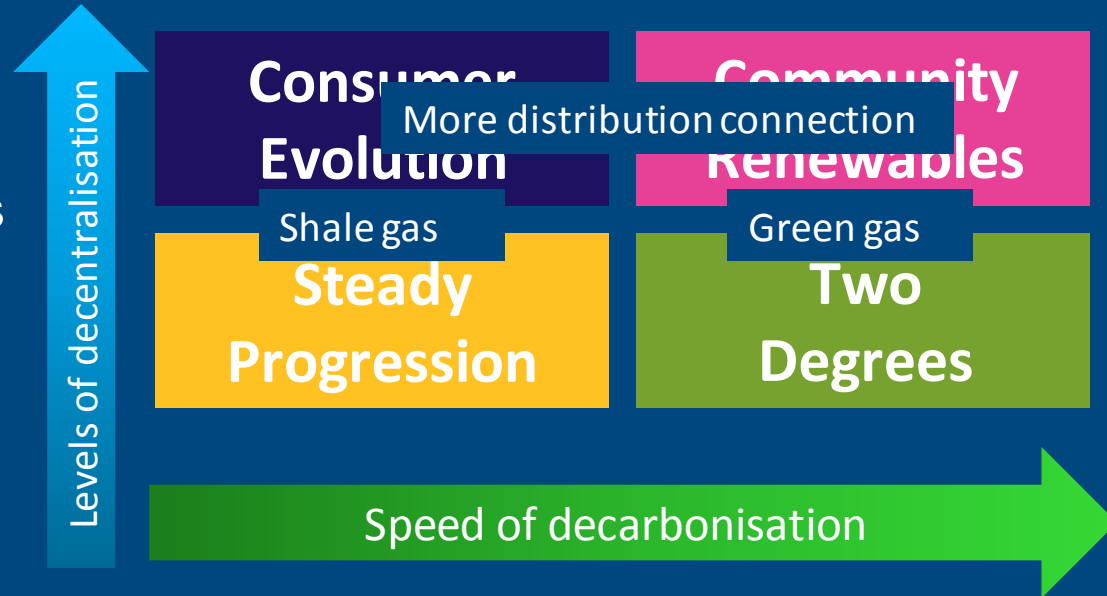 Consumer
Evolution
Community
Renewables
More distribution connection
Shale gas
Green gas
Steady
Progression
Two
Degrees
Levels of decentralisation
Speed of decarbonisation
s